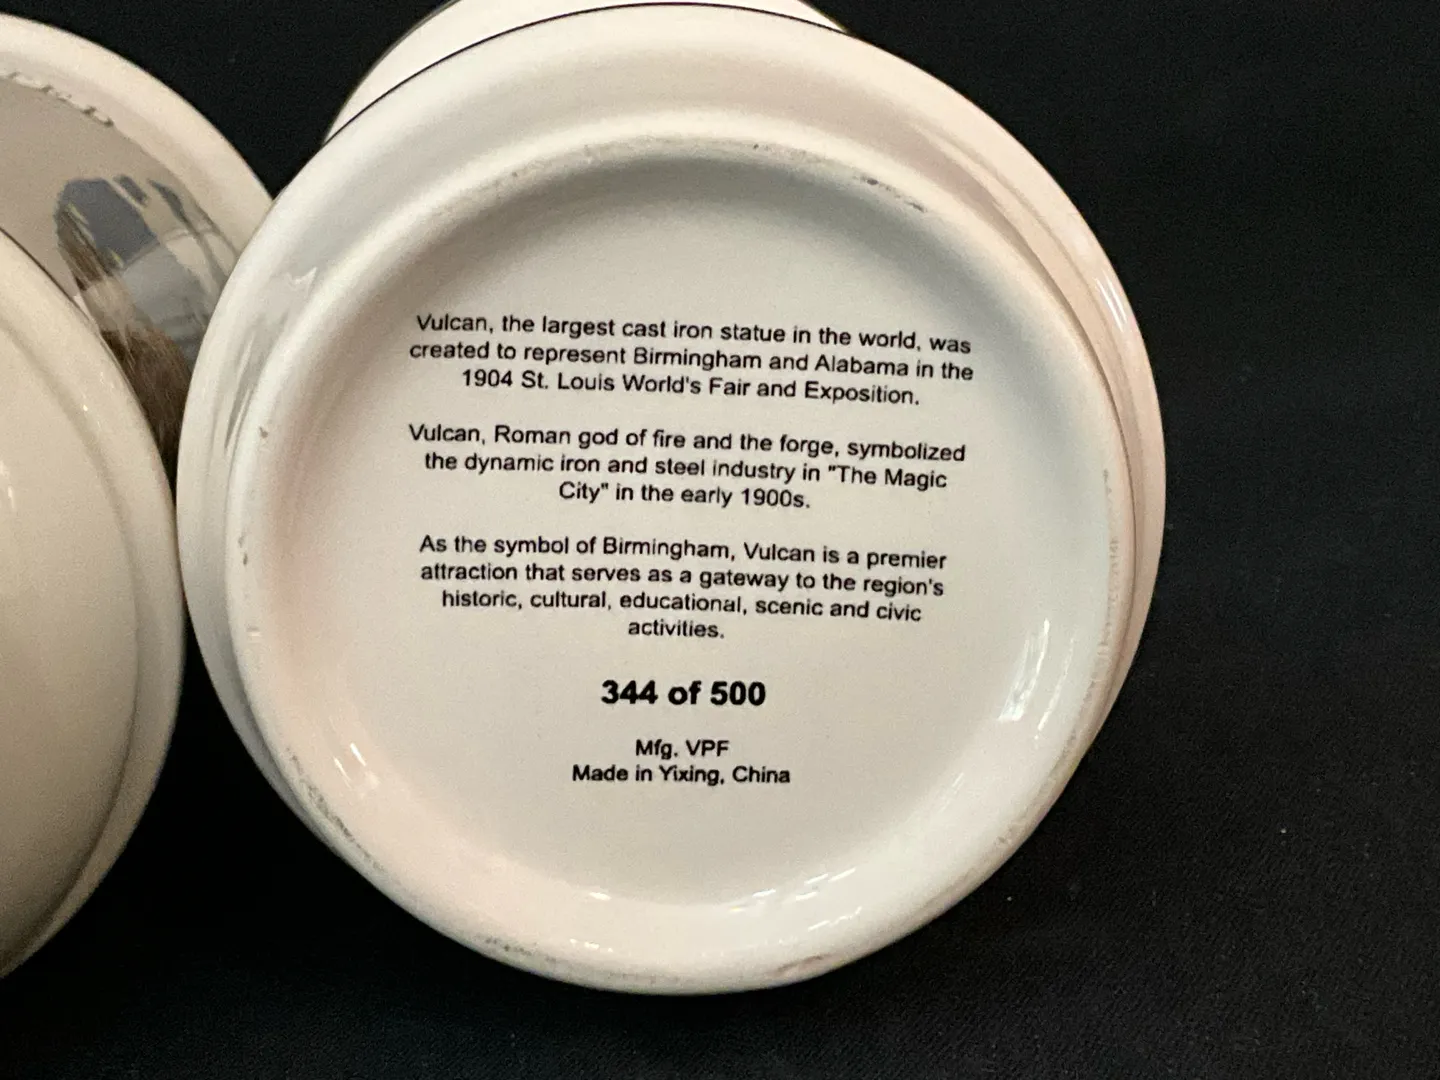 Vulcan, the largest cast iron statue in the world, was
created to represent Birmingham and Alabama in the
1904 St. Louis World's Fair and Exposition.
Vulcan, Roman god of fire and the forge, symbolized
the dynamic iron and steel industry in "The Magic
City" in the early 1900s.
As the symbol of Birmingham, Vulcan is a premier
attraction that serves as a gateway to the region's
historic, cultural, educational, scenic and civic
activities.
344 of 500
Mfg. VPF
Made in Yixing, China